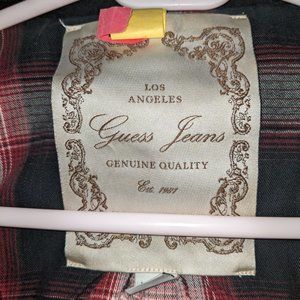 LOS
ANGELES
Guess Jeans
GENUINE QUALITY
Est. 1981